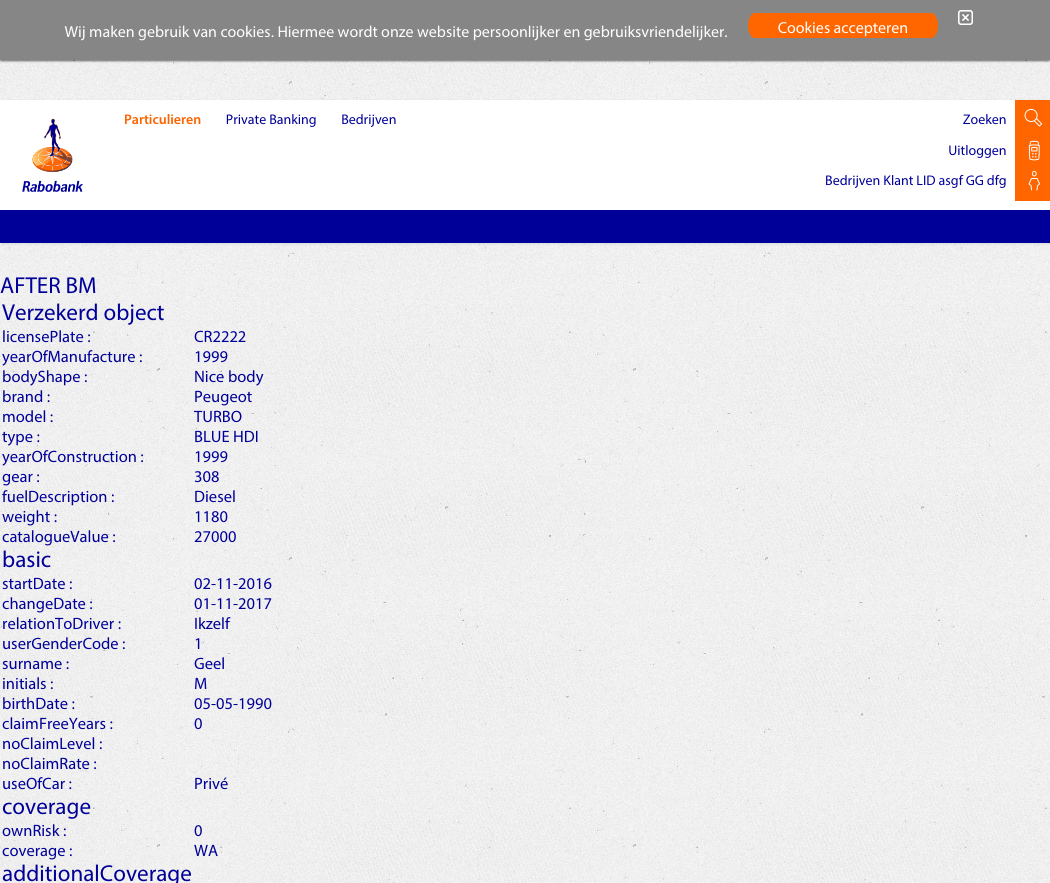 Wij maken gebruik van cookies. Hiermee wordt onze website persoonlijker en gebruiksvriendelijker.
Cookies accepteren
Particulieren Private Banking Bedrijven
Zoeken
Uitloggen
Bedrijven Klant LID asgf GG dfg
Rabobank
AFTER BM
Verzekerd object
licensePlate : CR2222
yearOfManufacture : 1999
bodyShape : Nice body
brand : Peugeot
model : TURBO
type : BLUE HDI
yearOfConstruction : 1999
gear : 308
fuelDescription : Diesel
weight : 1180
catalogueValue : 27000
basic
startDate : 02-11-2016
changeDate : 01-11-2017
relationToDriver : Ikzelf
userGenderCode : 1
surname : Geel
initials : M
birthDate : 05-05-1990
claimFreeYears : 0
noClaimLevel :
noClaimRate :
useOfCar : Privé
coverage
ownRisk : 0
coverage : WA
additionalCoverage